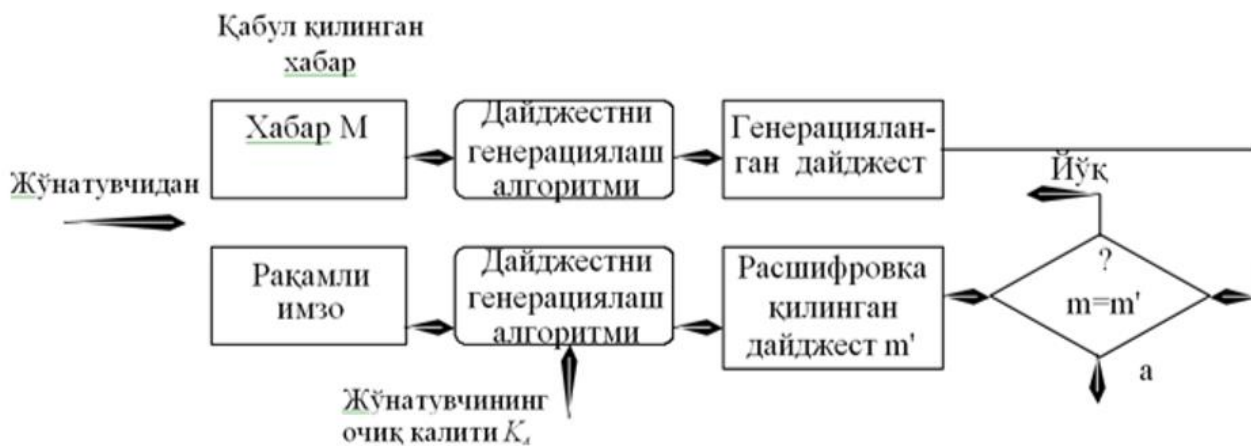 Қабул қилинган
хабар
Хабар М
Дайджестни
генерациялаш
алгоритми
Генерациялан-
ган дайджест
Жўнатувчидан
Йўқ
Рақамли
имзо
Дайджестни
генерациялаш
алгоритми
Расшифровка
қилинган
дайджест m'
?
m=m'
а
Жўнатувчининг
очиқ калити K_A